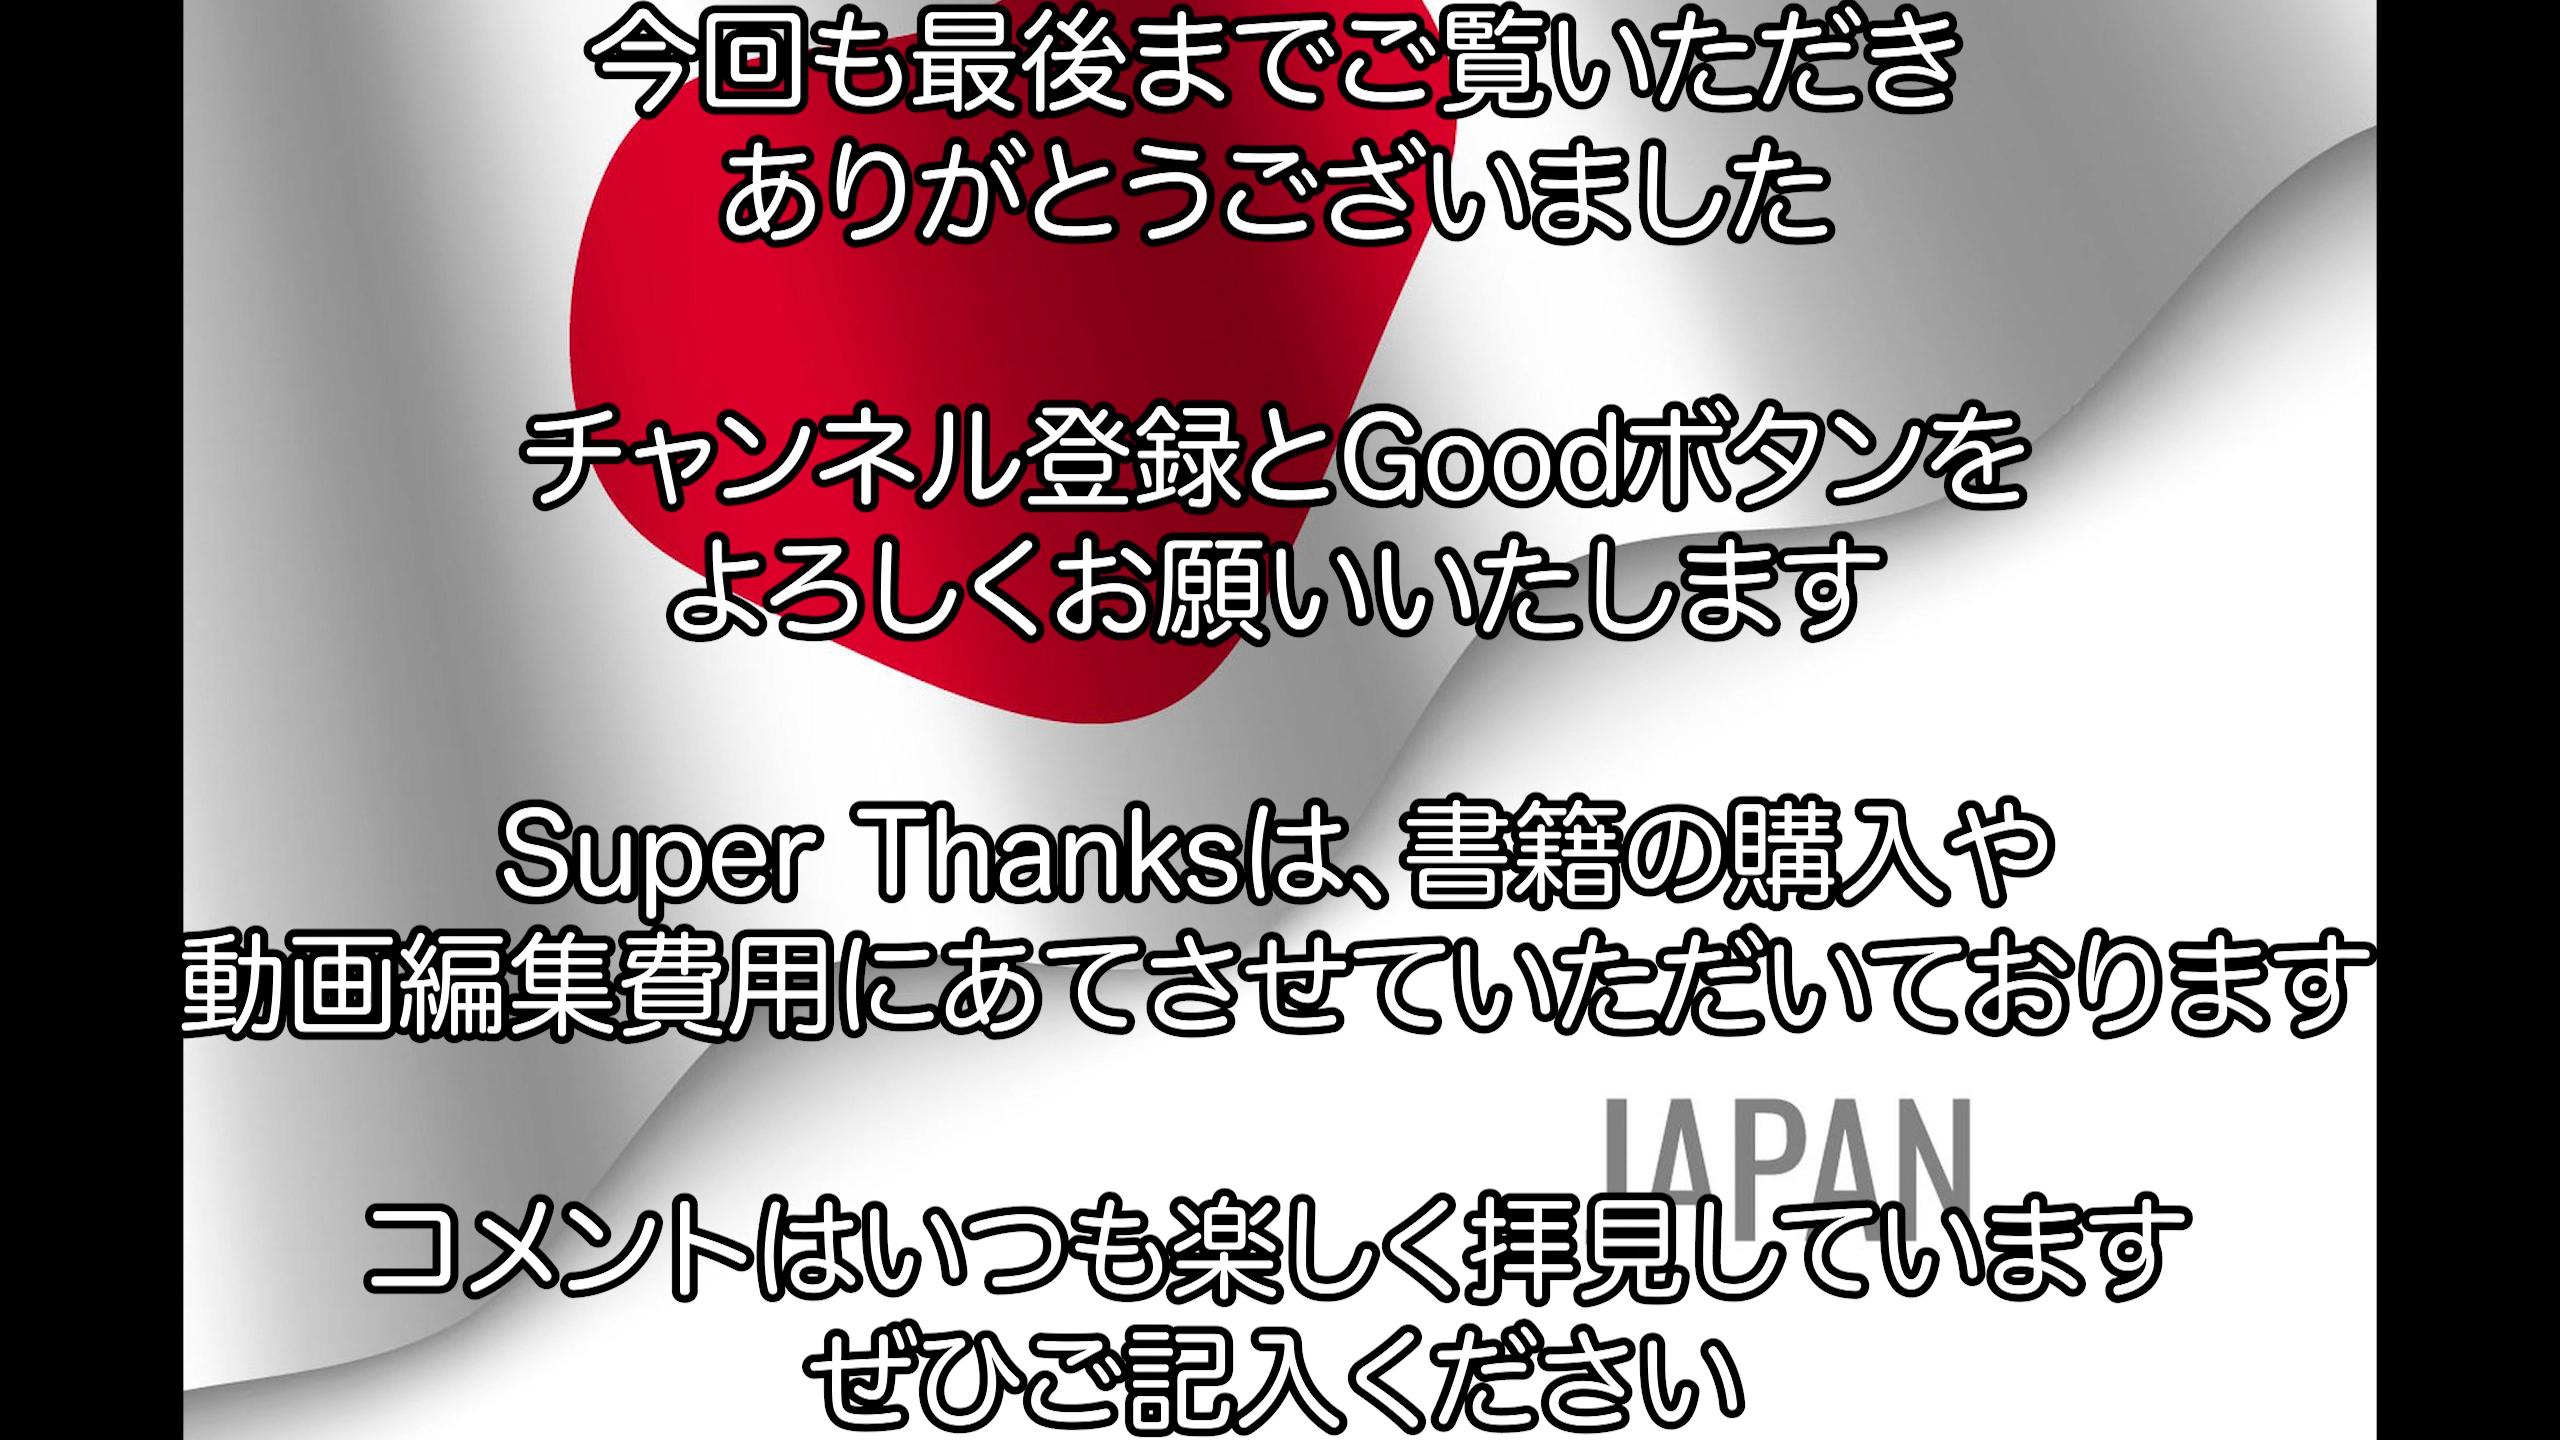 今回も最後までご覧いただき
ありがとうございました
チャンネル登録とGoodボタンを
よろしくお願いいたします
Super Thanksは、書籍の購入や
動画編集費用にあてさせていただいております
JAPAN
コメントはいつも楽しく拝見しています
ぜひご記入ください